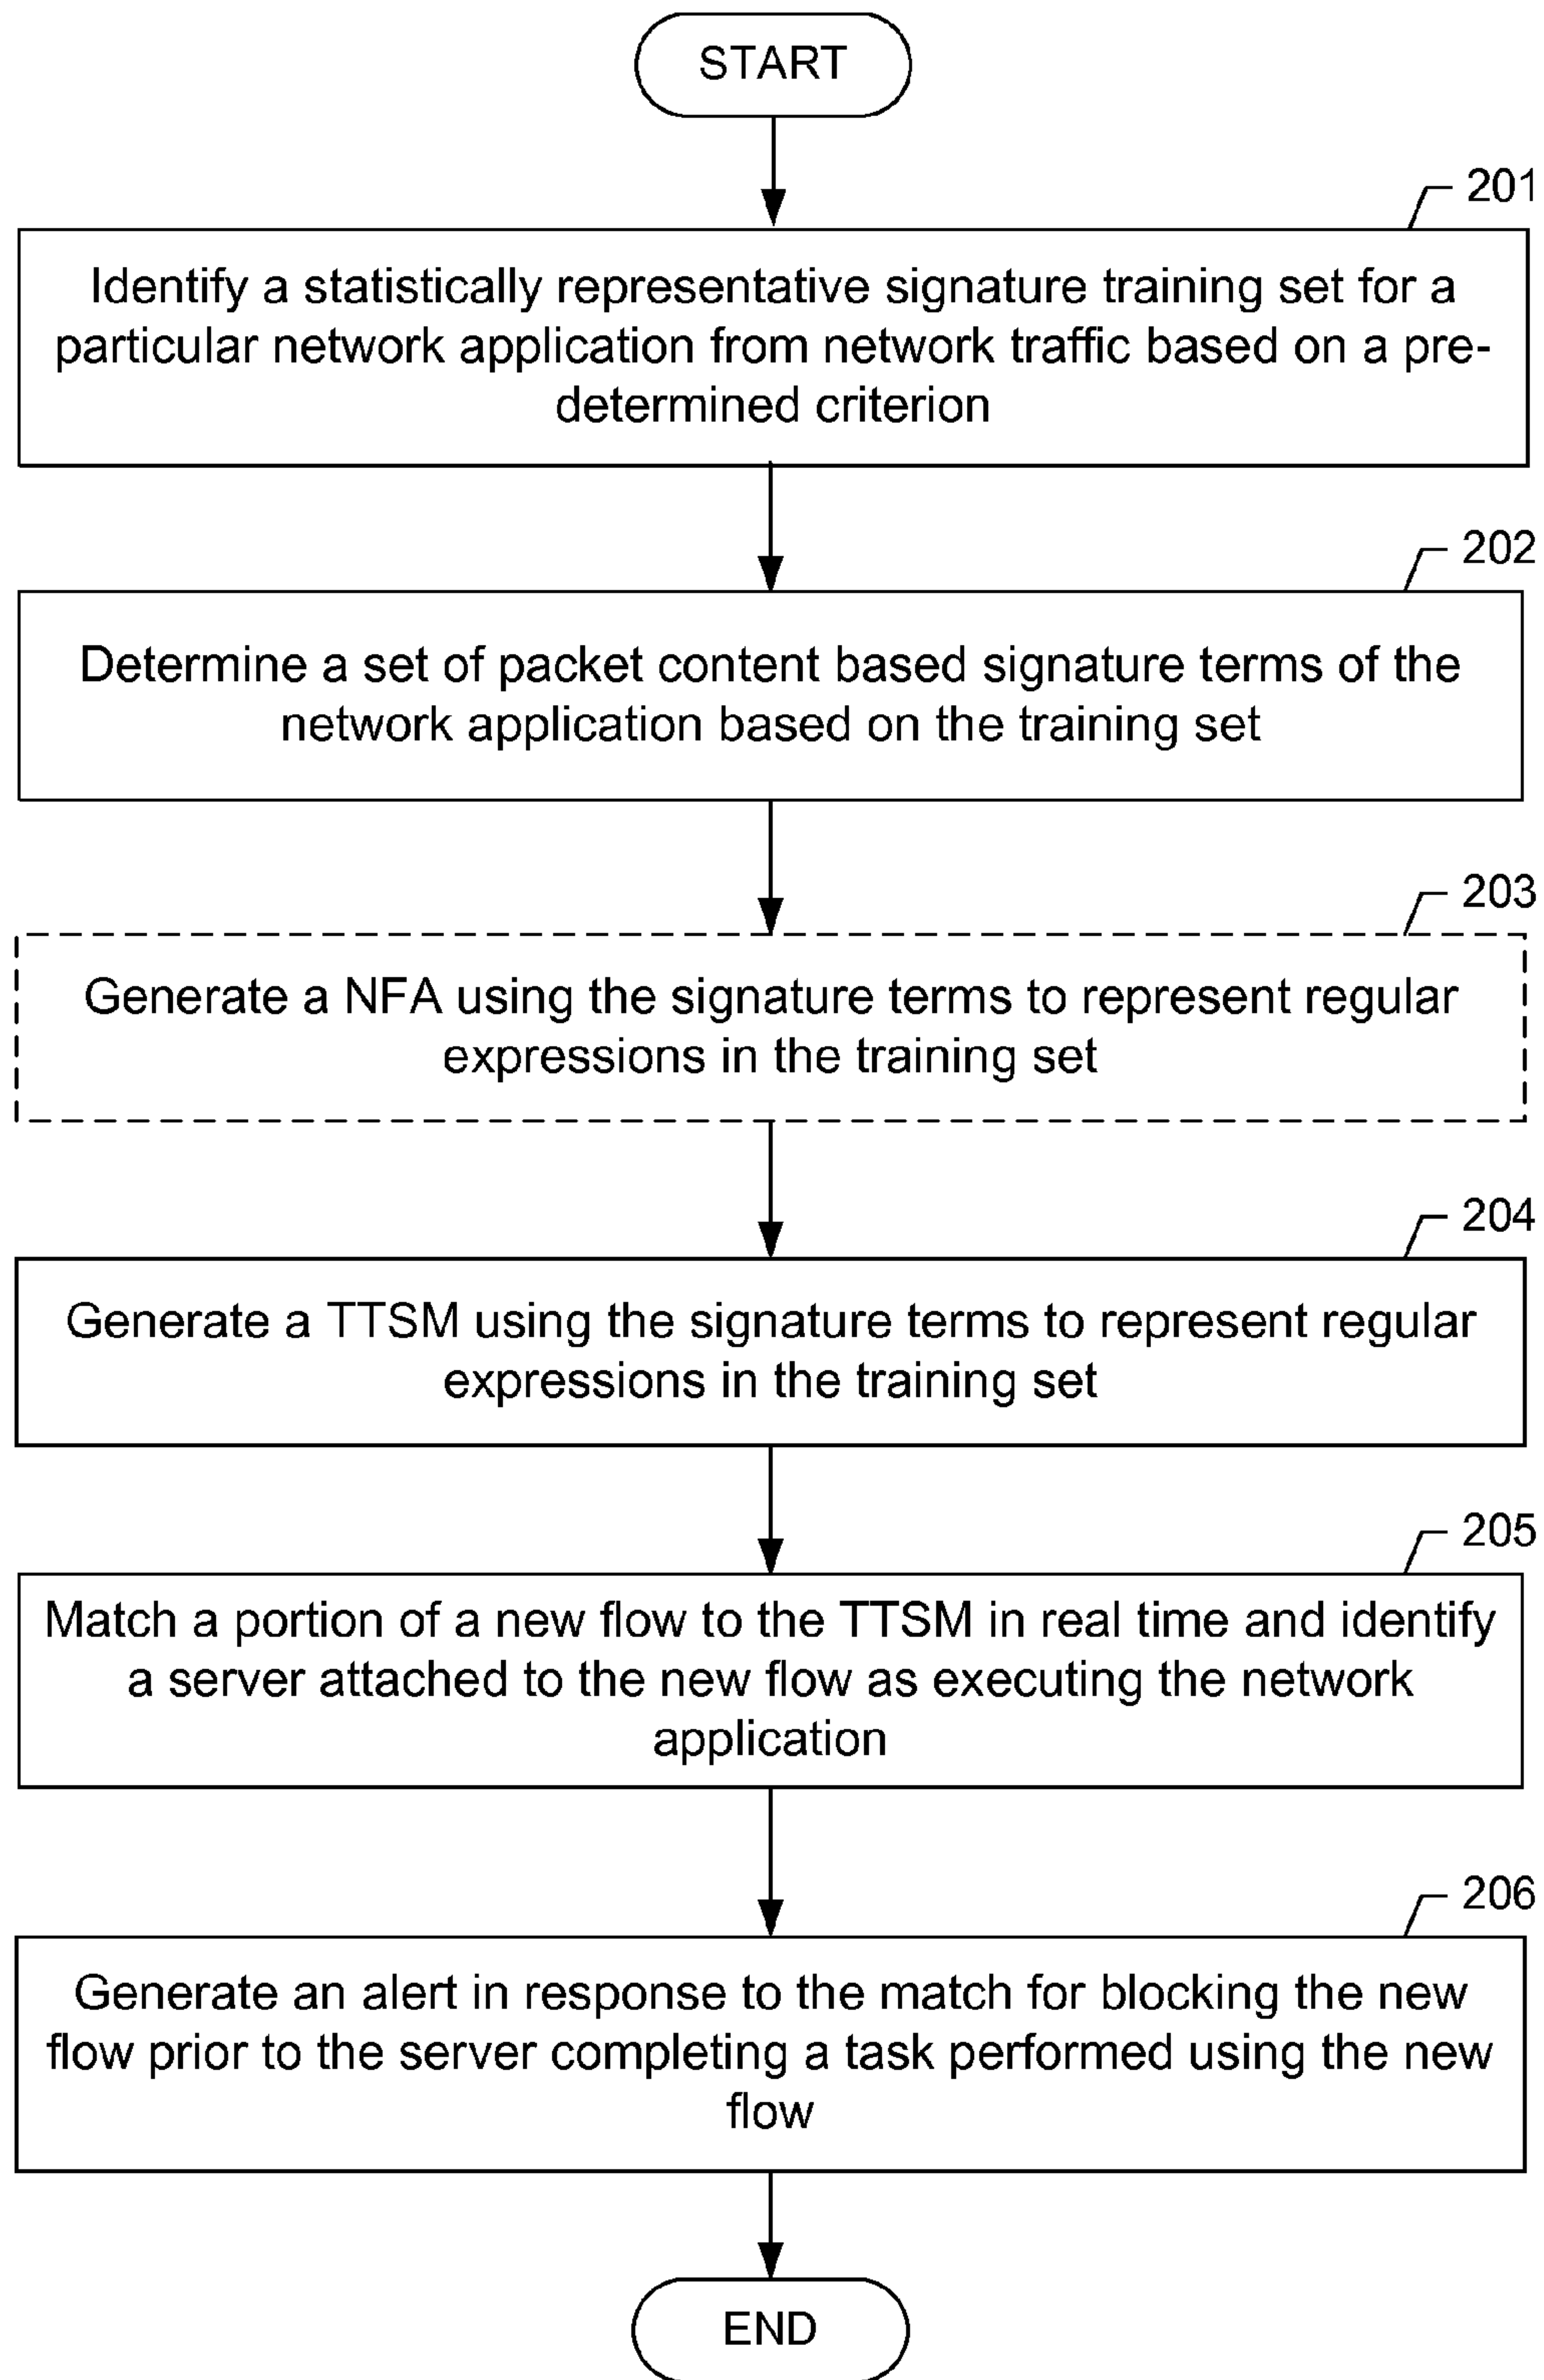 START
201
Identify a statistically representative signature training set for a
particular network application from network traffic based on a pre-
determined criterion
202
Determine a set of packet content based signature terms of the
network application based on the training set
203
Generate a NFA using the signature terms to represent regular
expressions in the training set
204
Generate a TTSM using the signature terms to represent regular
expressions in the training set
205
Match a portion of a new flow to the TTSM in real time and identify
a server attached to the new flow as executing the network
application
206
Generate an alert in response to the match for blocking the new
flow prior to the server completing a task performed using the new
flow
END